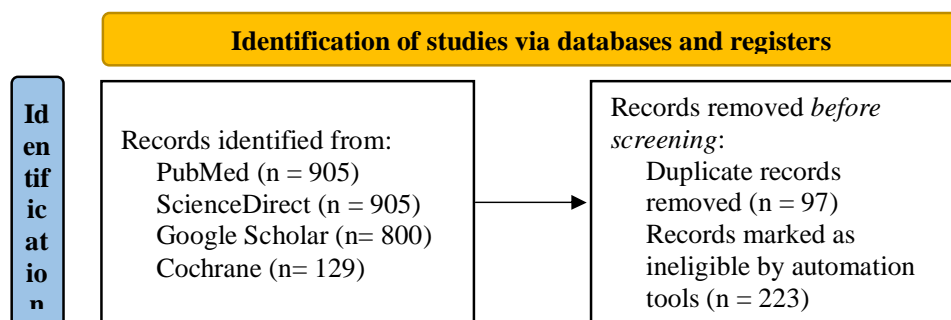 Identification of studies via databases and registers
Id
en
tif
ic
at
io
n
Records identified from:
PubMed (n = 905)
ScienceDirect (n = 905)
Google Scholar (n= 800)
Cochrane (n= 129)
Records removed before
screening:
Duplicate records
removed (n = 97)
Records marked as
ineligible by automation
tools (n = 223)